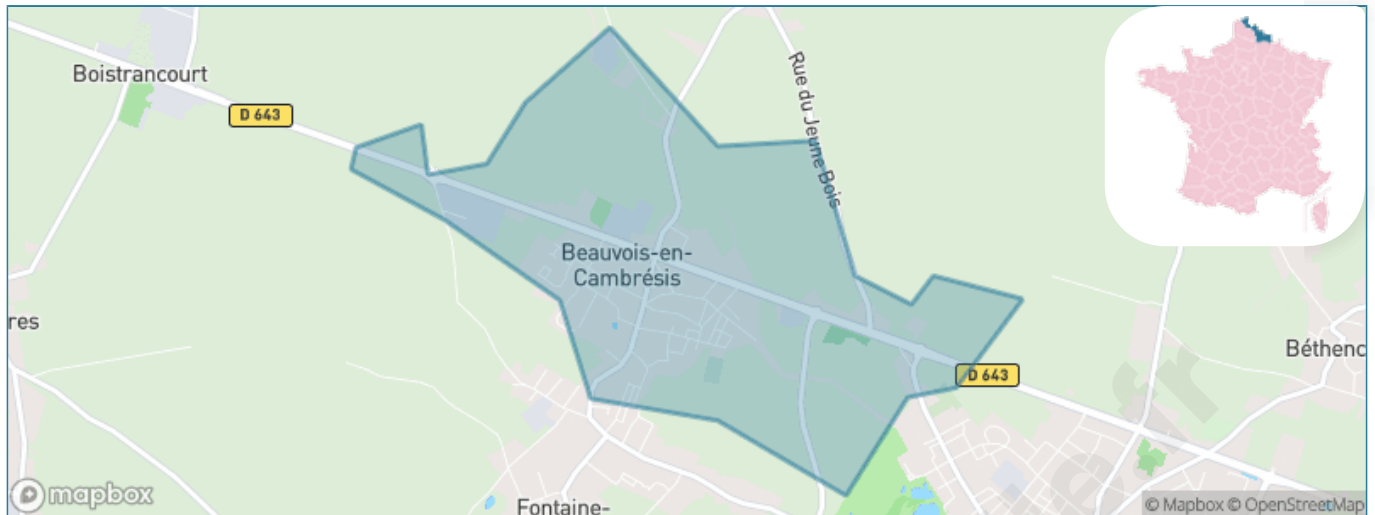 Boistrancourt
D 643
Rue du Jeune Bois
Beauvois-en-
Cambrésis
res
Béthenc
D 643
Fontaine-
mapbox
© Mapbox © OpenStreetMap